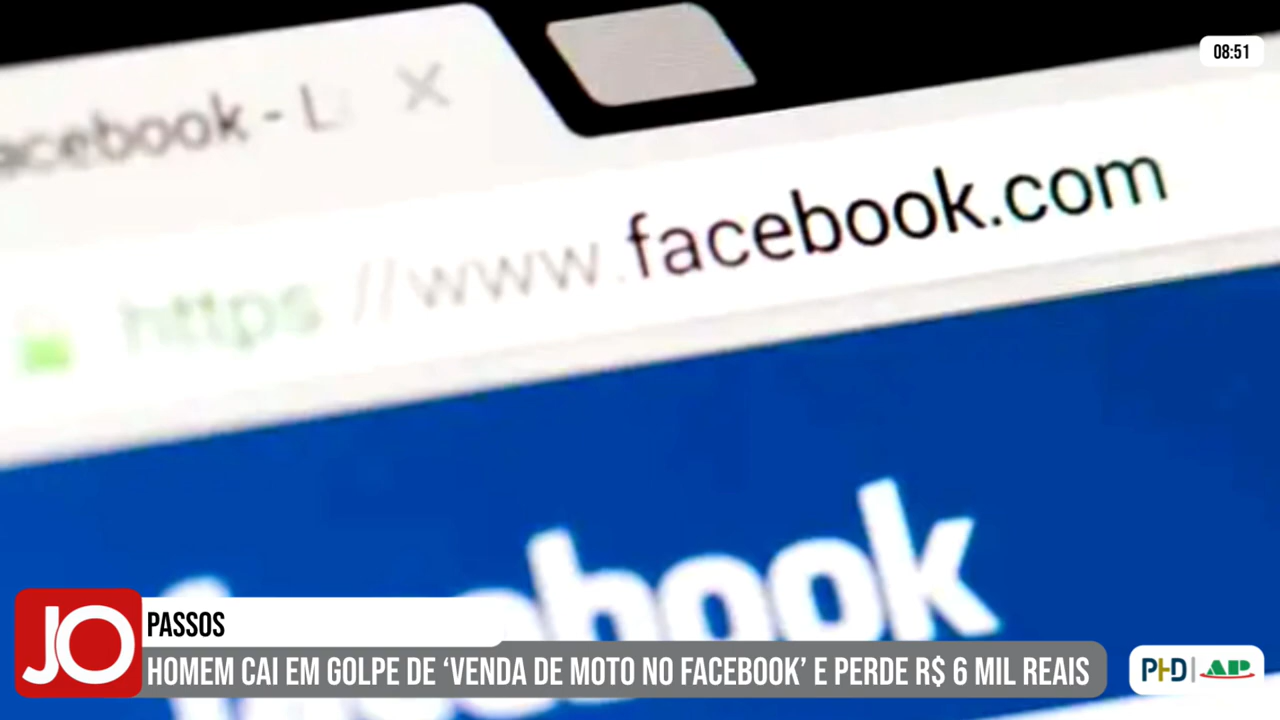 08:51
acebook - L
https://www.facebook.com
facebook
JO
PASSOS
HOMEM CAI EM GOLPE DE ‘VENDA DE MOTO NO FACEBOOK’ E PERDE R$ 6 MIL REAIS
PHD | AP